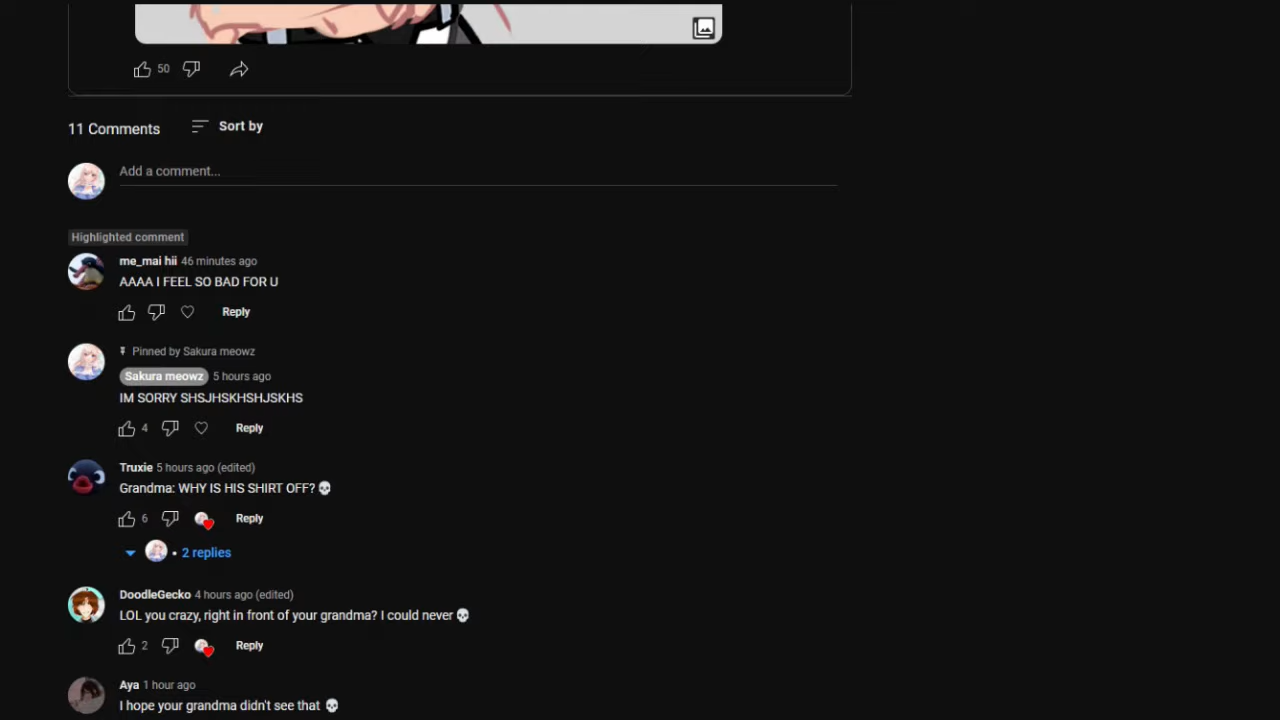 50
11 Comments Sort by
Add a comment...
Highlighted comment
me_mai hii 46 minutes ago
AAAA I FEEL SO BAD FOR U
Reply
Pinned by Sakura meowz
Sakura meowz 5 hours ago
IM SORRY SHSJHSKHSHJSKHS
4 Reply
Truxie 5 hours ago (edited)
Grandma: WHY IS HIS SHIRT OFF?💀
6 Reply
• 2 replies
DoodleGecko 4 hours ago (edited)
LOL you crazy, right in front of your grandma? I could never 💀
2 Reply
Aya 1 hour ago
I hope your grandma didn't see that 💀